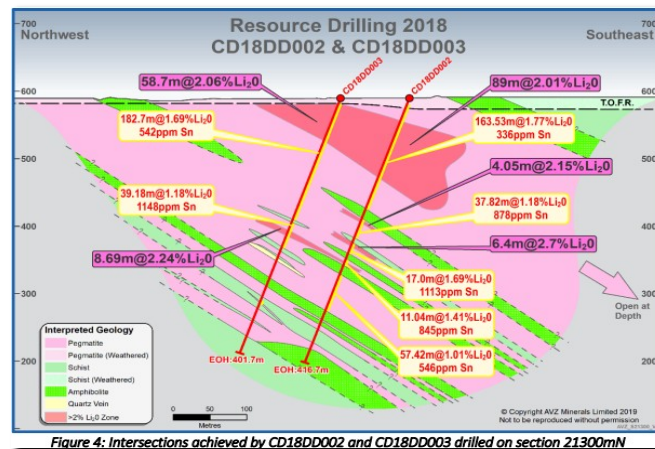 Resource Drilling 2018
CD18DD002 & CD18DD003
Northwest
Southeast
700
700
600
600
500
500
400
400
300
300
200
200
CD18DD003
CD18DD002
T.O.F.R.
58.7m@2.06%Li₂0
89m@2.01%Li₂0
182.7m@1.69%Li₂0
542ppm Sn
163.53m@1.77%Li₂0
336ppm Sn
4.05m@2.15%Li₂0
39.18m@1.18%Li₂0
1148ppm Sn
37.82m@1.18%Li₂0
878ppm Sn
8.69m@2.24%Li₂0
6.4m@2.7%Li₂0
17.0m@1.69%Li₂0
1113ppm Sn
11.04m@1.41%Li₂0
845ppm Sn
57.42m@1.01%Li₂0
546ppm Sn
Open at
Depth
EOH:401.7m
EOH:416.7m
Interpreted Geology
Pegmatite
Pegmatite (Weathered)
Schist
Schist (Weathered)
Amphibolite
Quartz Vein
>2% Li₂0 Zone
0 50 100
Metres
© Copyright AVZ Minerals Limited 2019
Not to be reproduced without permission
Figure 4: Intersections achieved by CD18DD002 and CD18DD003 drilled on section 21300mN